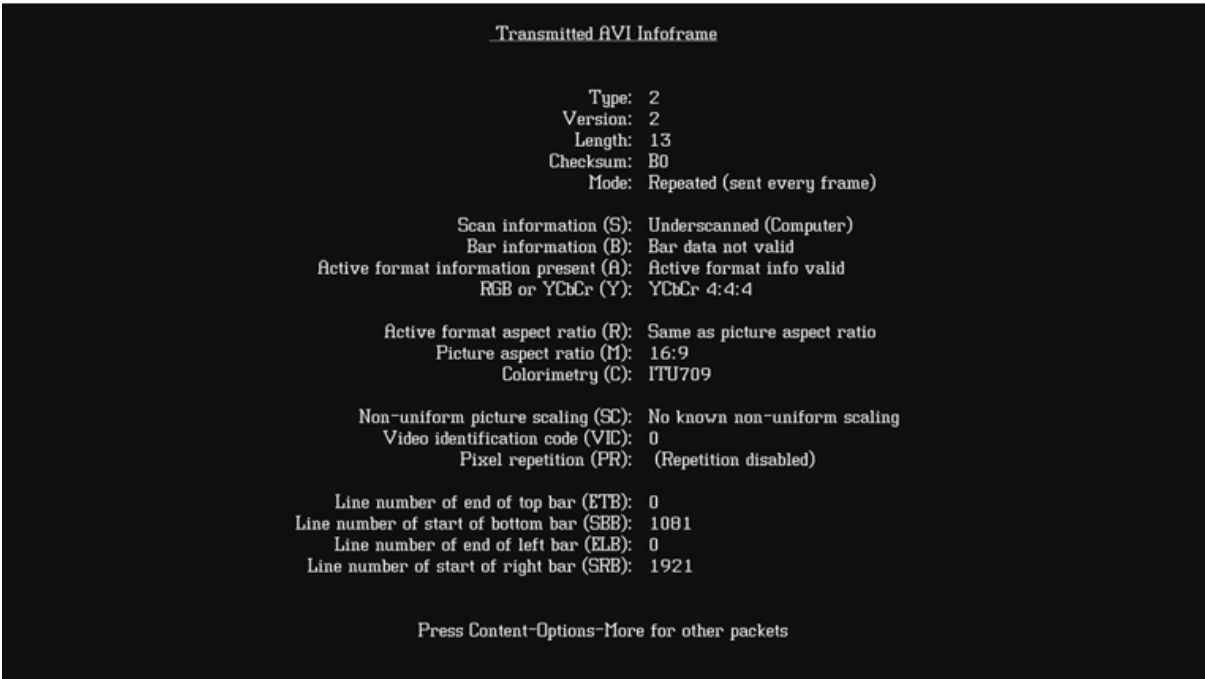 Transmitted AVI Infoframe
Type: 2
Version: 2
Length: 13
Checksum: B0
Mode: Repeated (sent every frame)
Scan information (S): Underscanned (Computer)
Bar information (B): Bar data not valid
Active format information present (A): Active format info valid
RGB or YCbCr (Y): YCbCr 4:4:4
Active format aspect ratio (R): Same as picture aspect ratio
Picture aspect ratio (M): 16:9
Colorimetry (C): ITU709
Non-uniform picture scaling (SC): No known non-uniform scaling
Video identification code (VIC): 0
Pixel repetition (PR): (Repetition disabled)
Line number of end of top bar (ETB): 0
Line number of start of bottom bar (SBB): 1081
Line number of end of left bar (ELB): 0
Line number of start of right bar (SRB): 1921
Press Content-Options-More for other packets